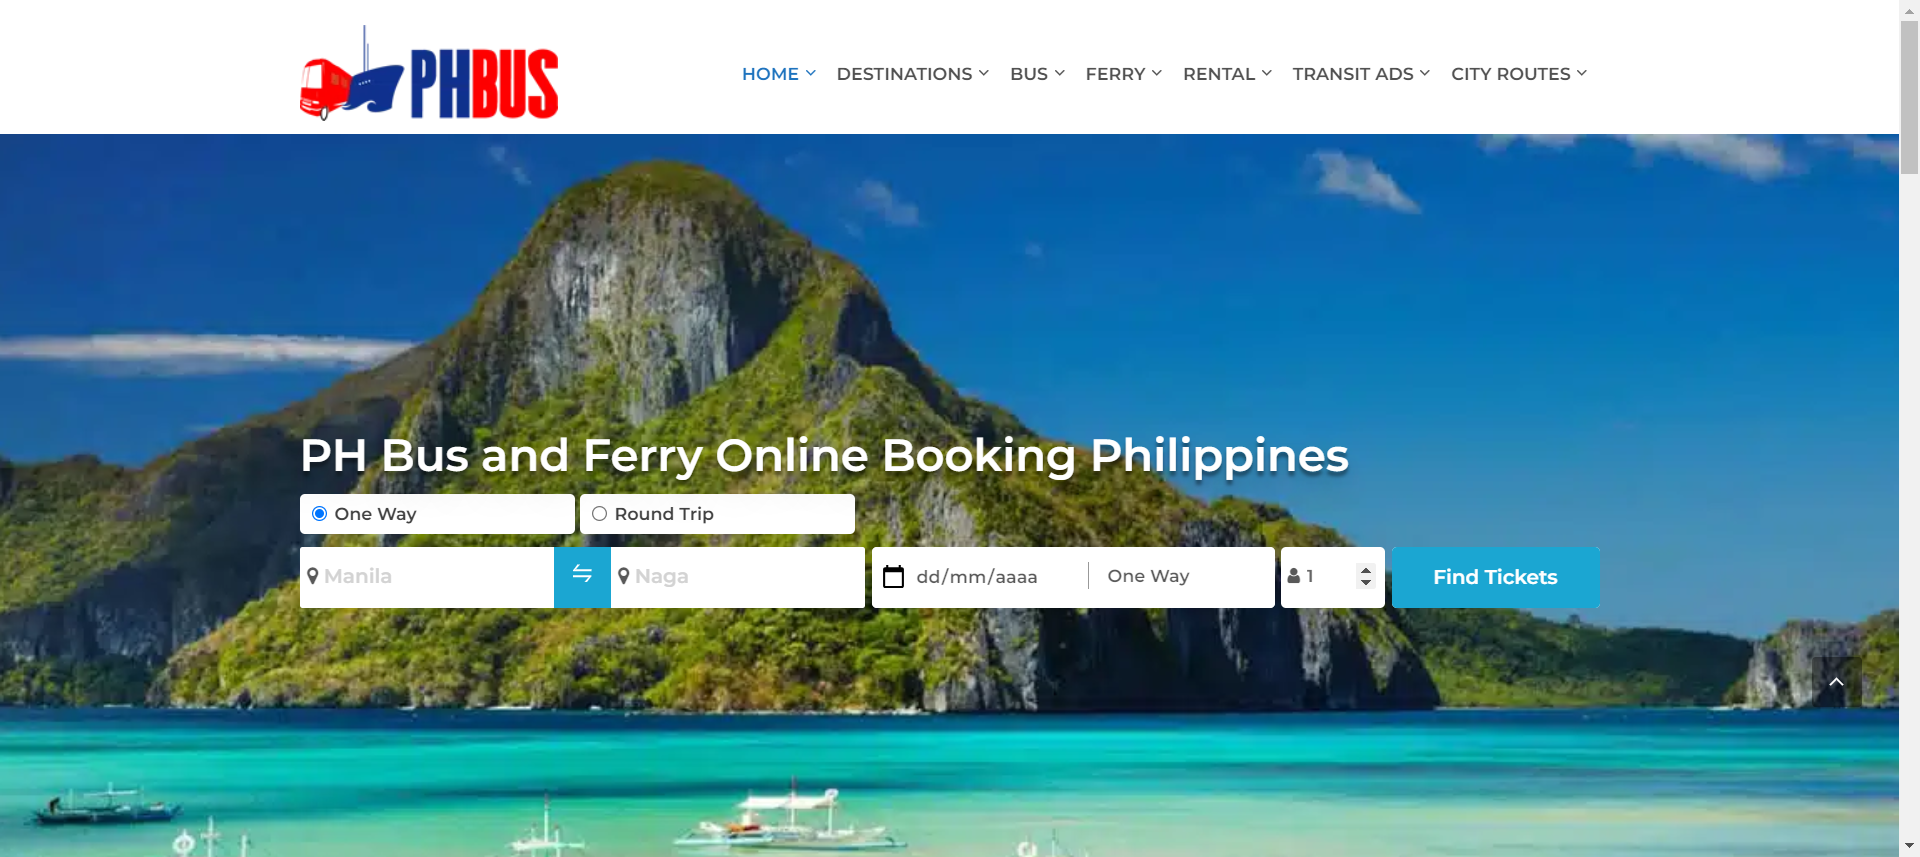 PHBUS
HOME DESTINATIONS BUS FERRY RENTAL TRANSIT ADS CITY ROUTES
PH Bus and Ferry Online Booking Philippines
One Way Round Trip
Manila Naga dd/mm/aaaa One Way 1 Find Tickets